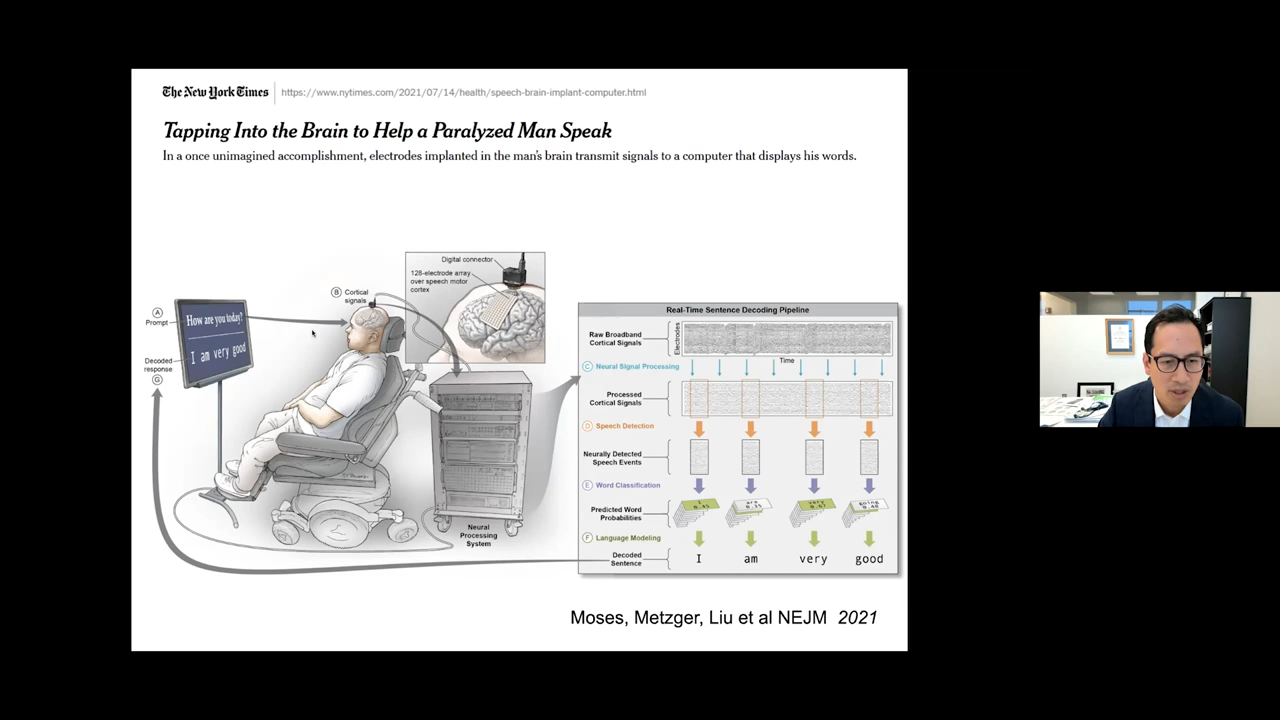 The New York Times
https://www.nytimes.com/2021/07/14/health/speech-brain-implant-computer.html
Tapping Into the Brain to Help a Paralyzed Man Speak
In a once unimagined accomplishment, electrodes implanted in the man's brain transmit signals to a computer that displays his words.
A
Prompt
How are you today?
I am very good
Decoded
response
G
B Cortical
signals
Digital connector
128-electrode array
over speech motor
cortex
Neural
Processing
System
Real-Time Sentence Decoding Pipeline
Raw Broadband
Cortical Signals
Electrodes
Time
C Neural Signal Processing
Processed
Cortical Signals
D Speech Detection
Neurally Detected
Speech Events
E Word Classification
Predicted Word
Probabilities
I are very going
F Language Modeling
Decoded
Sentence
I am very good
Moses, Metzger, Liu et al NEJM 2021